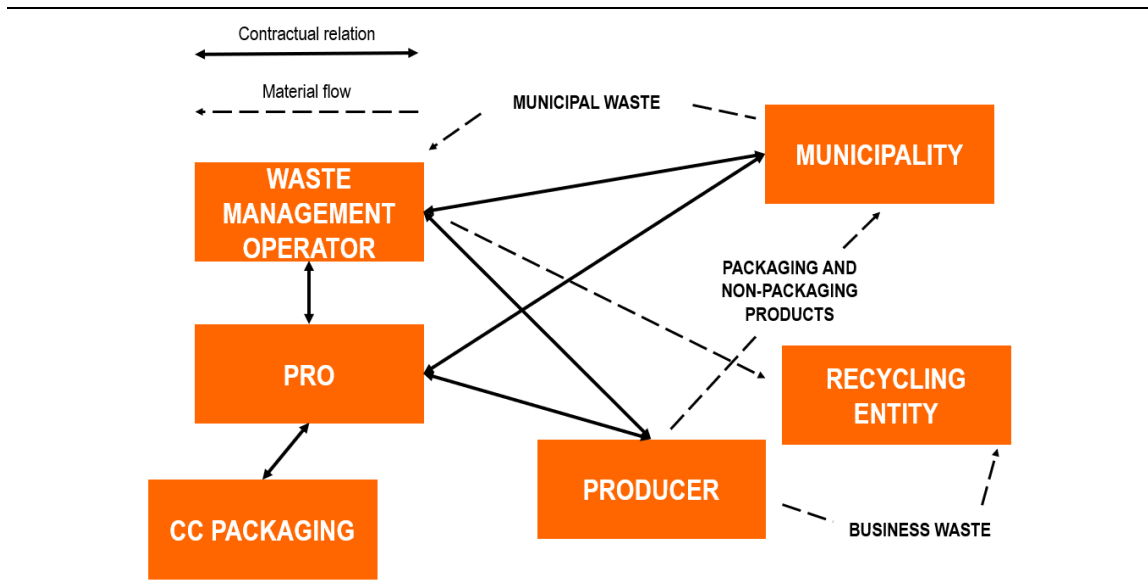 Contractual relation
Material flow
MUNICIPAL WASTE
MUNICIPALITY
WASTE
MANAGEMENT
OPERATOR
PACKAGING AND
NON-PACKAGING
PRODUCTS
PRO
RECYCLING
ENTITY
PRODUCER
CC PACKAGING
BUSINESS WASTE